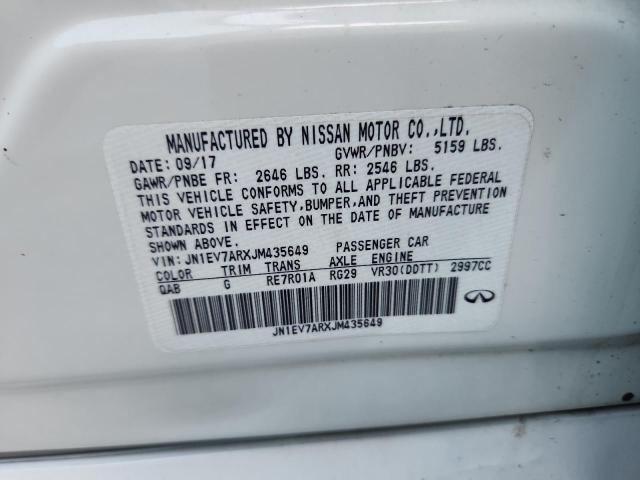 MANUFACTURED BY NISSAN MOTOR CO.,LTD.
DATE: 09/17 GVWR/PNBV: 5159 LBS.
GAWR/PNBE FR: 2646 LBS. RR: 2546 LBS.
THIS VEHICLE CONFORMS TO ALL APPLICABLE FEDERAL
MOTOR VEHICLE SAFETY,BUMPER,AND THEFT PREVENTION
STANDARDS IN EFFECT ON THE DATE OF MANUFACTURE
SHOWN ABOVE.
VIN: JN1EV7ARXJM435649 PASSENGER CAR
COLOR TRIM TRANS AXLE ENGINE
QAB G RE7R01A RG29 VR30(DDTT) 2997CC
JN1EV7ARXJM435649